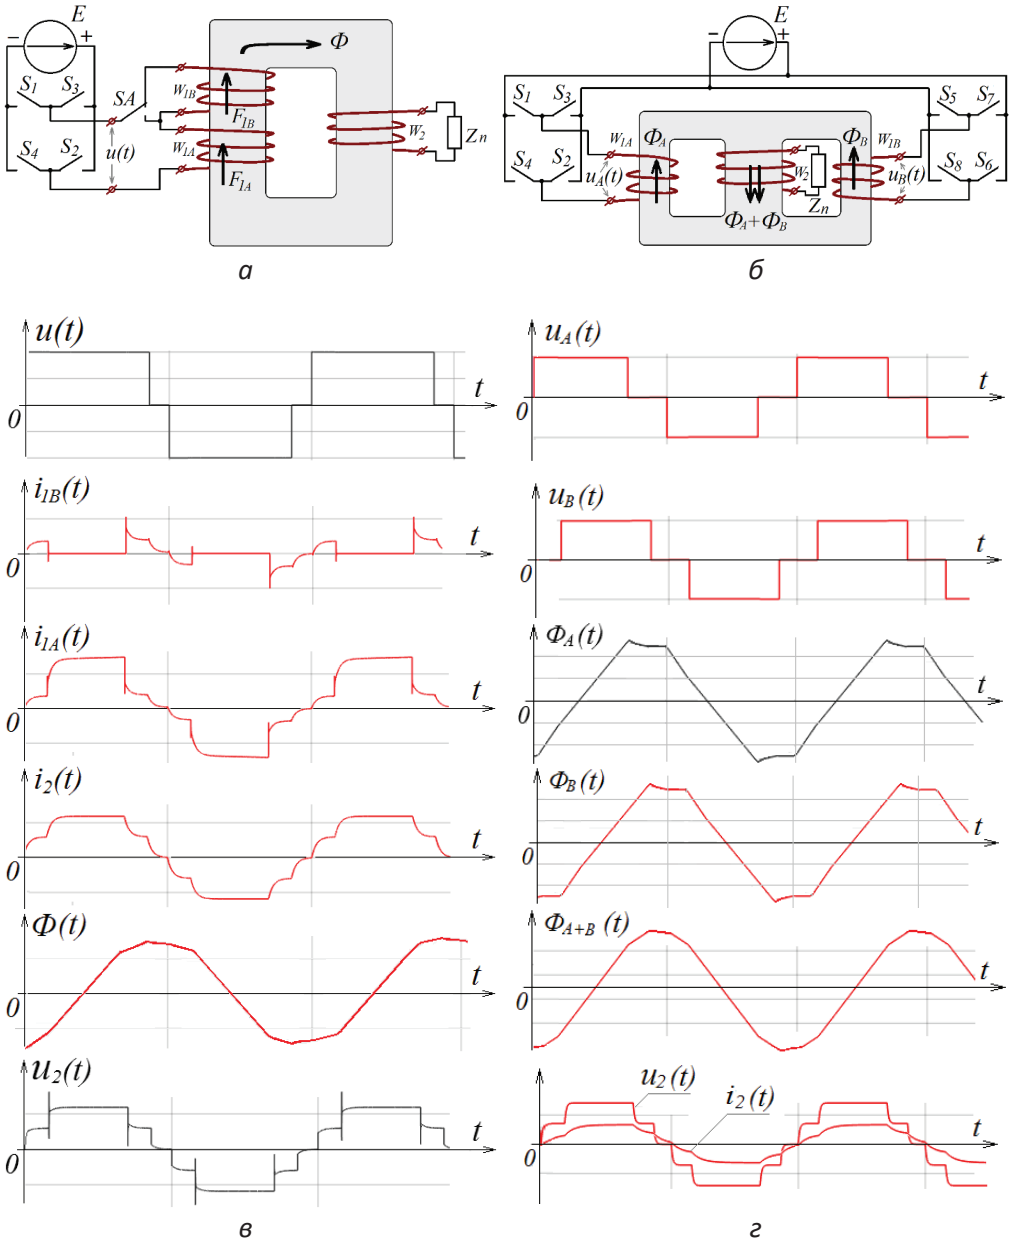 E
− +
S1 S3
SA
W1B
F1B
Φ
S4 S2
u(t)
W1A
F1A
W2
Zn
а
E
− +
S1 S3
S5 S7
W1A
ΦA
ΦB
W1B
S4 S2
uA(t)
W2
Zn
uB(t)
S8 S6
ΦA+ΦB
б
u(t)
t
0
i1B(t)
t
0
i1A(t)
t
0
i2(t)
t
0
Φ(t)
t
0
u2(t)
t
0
в
uA(t)
t
0
uB(t)
t
0
ΦA(t)
t
0
ΦB(t)
t
0
ΦA+B (t)
t
0
u2(t)
i2(t)
t
0
г